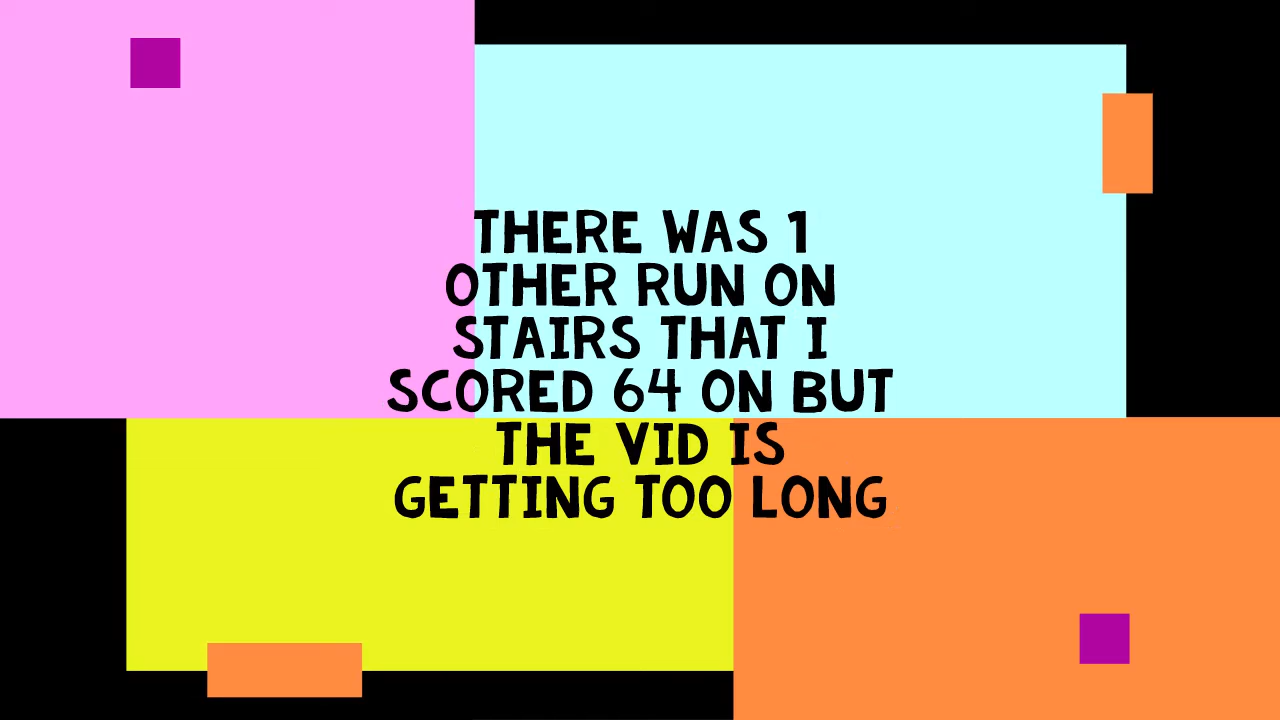 THERE WAS 1
OTHER RUN ON
STAIRS THAT I
SCORED 64 ON BUT
THE VID IS
GETTING TOO LONG